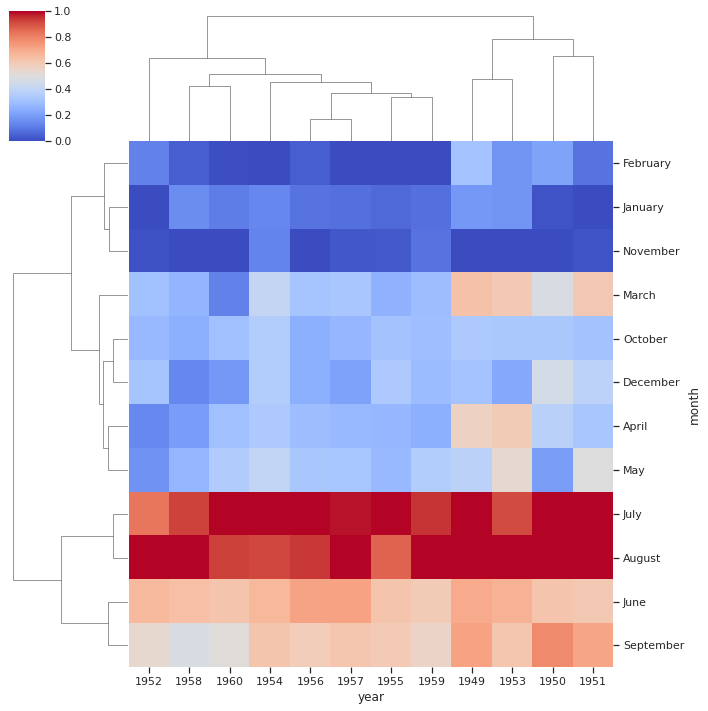 1.0
0.8
0.6
0.4
0.2
0.0
February
January
November
March
October
December
April
May
July
August
June
September
month
1952 1958 1960 1954 1956 1957 1955 1959 1949 1953 1950 1951
year